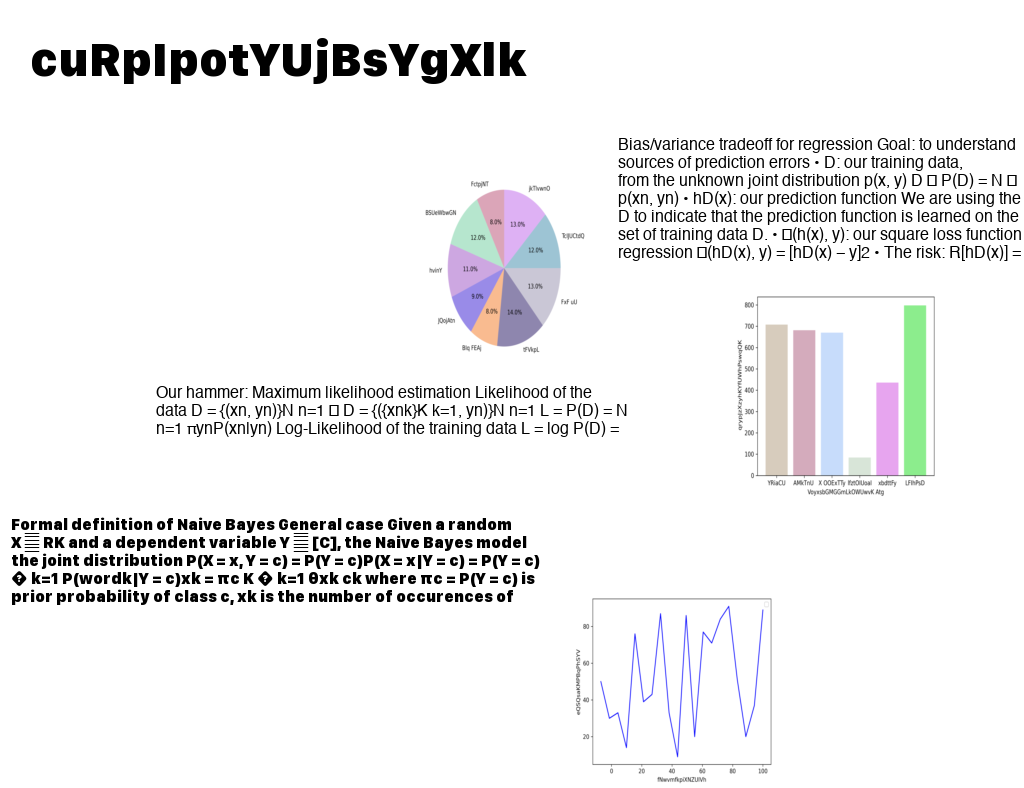 cuRpIpotYUjBsYgXlk
Bias/variance tradeoff for regression Goal: to understand
sources of prediction errors • D: our training data,
from the unknown joint distribution p(x, y) D □ P(D) = N □
p(xn, yn) • hD(x): our prediction function We are using the
D to indicate that the prediction function is learned on the
set of training data D. • □(h(x), y): our square loss function
regression □(hD(x), y) = [hD(x) – y]2 • The risk: R[hD(x)] =
FctpjNT
jkTlvwnO
BSUeWbwGN
TcljUCtdQ
hvinY
FxF uU
JQojAtn
Biq FEAj
tFVkpL
8.0%
13.0%
12.0%
12.0%
11.0%
13.0%
9.0%
8.0%
14.0%
800
700
600
500
400
300
200
100
0
YRiaCU AMkTnU X OOExTTy IfztOlUoal xbdttFy LFlhPsD
VoyxsbGMGGmLkOWUwvK Atg
Our hammer: Maximum likelihood estimation Likelihood of the
data D = {(xn, yn)}N n=1 □ D = {({xnk}K k=1, yn)}N n=1 L = P(D) = N
n=1 πynP(xn|yn) Log-Likelihood of the training data L = log P(D) =
Formal definition of Naive Bayes General case Given a random
X ▒ RK and a dependent variable Y ▒ [C], the Naive Bayes model
the joint distribution P(X = x, Y = c) = P(Y = c)P(X = x|Y = c) = P(Y = c)
� k=1 P(wordk|Y = c)xk = πc K � k=1 θxk ck where πc = P(Y = c) is
prior probability of class c, xk is the number of occurences of
80
60
40
20
eQSQsaKMPBqPhSYV
0 20 40 60 80 100
fNwvmfkpiXNZUlVh